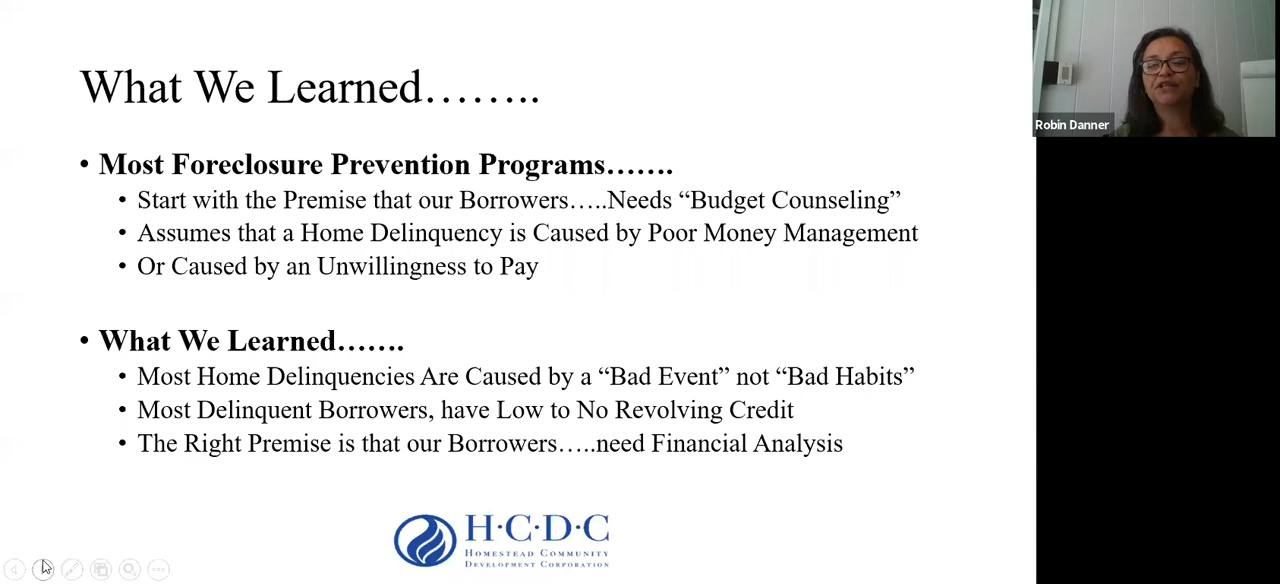 What We Learned……..
• Most Foreclosure Prevention Programs…….
• Start with the Premise that our Borrowers…..Needs “Budget Counseling”
• Assumes that a Home Delinquency is Caused by Poor Money Management
• Or Caused by an Unwillingness to Pay
• What We Learned…….
• Most Home Delinquencies Are Caused by a “Bad Event” not “Bad Habits”
• Most Delinquent Borrowers, have Low to No Revolving Credit
• The Right Premise is that our Borrowers…..need Financial Analysis
H·C·D·C
HOMESTEAD COMMUNITY
DEVELOPMENT CORPORATION
Robin Danner